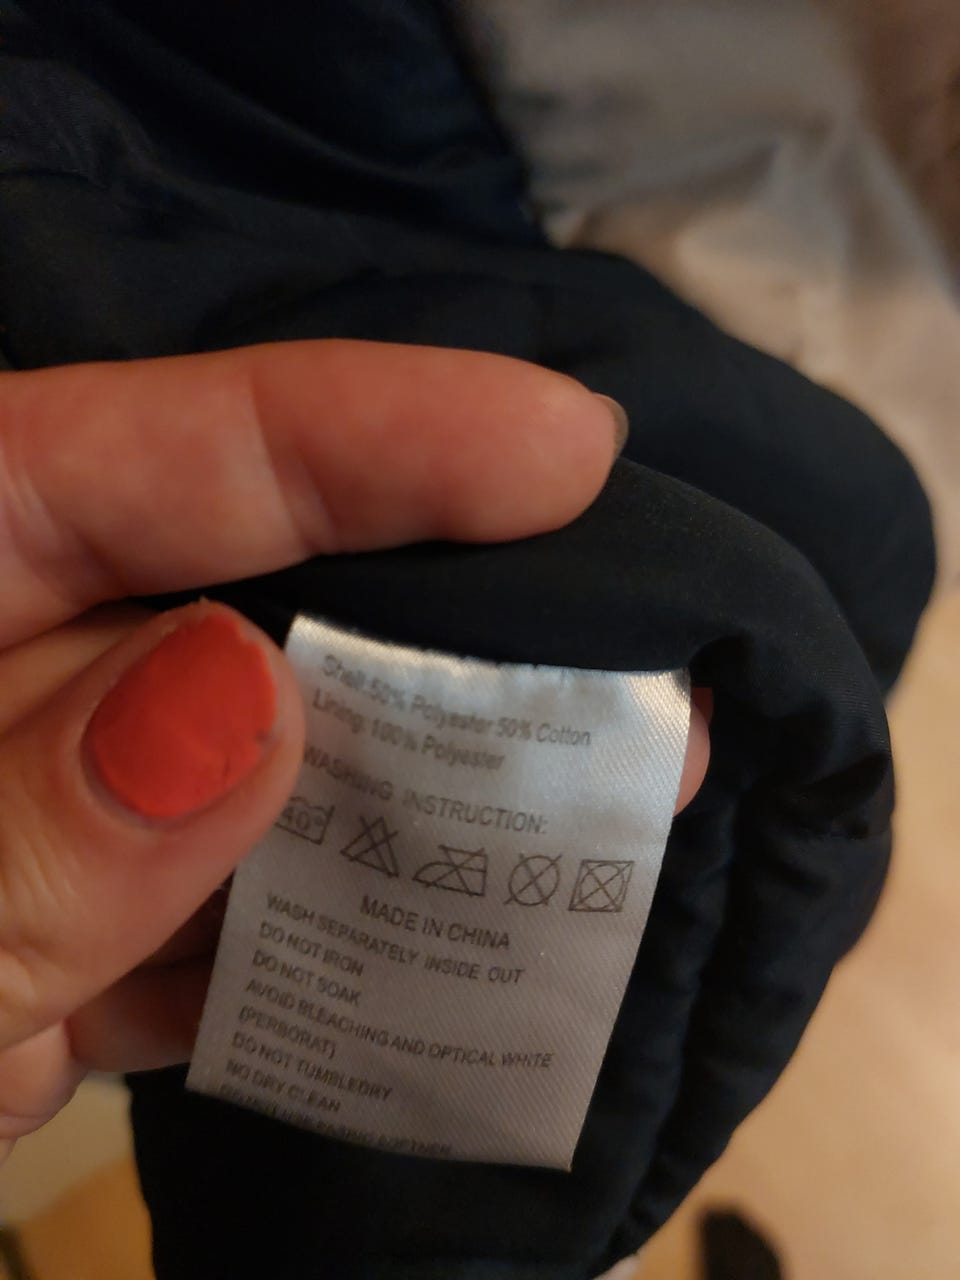 Shell: 50% Polyester 50% Cotton
Lining: 100% Polyester
WASHING INSTRUCTION:
40°
MADE IN CHINA
WASH SEPARATELY INSIDE OUT
DO NOT IRON
DO NOT SOAK
AVOID BLEACHING AND OPTICAL WHITE
(PERBORAT)
DO NOT TUMBLEDRY
NO DRY CLEAN